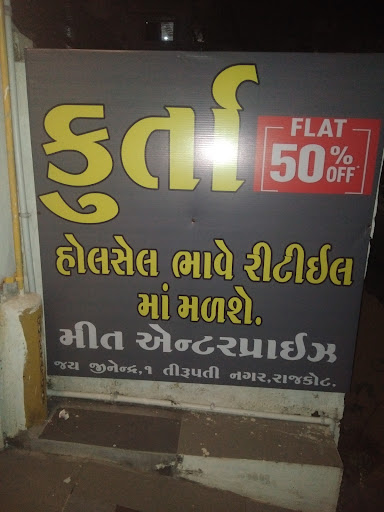 કુર્તા
FLAT
50% OFF*
હોલસેલ ભાવે રીટીઈલ
માં મળશે.
મીત એન્ટરપ્રાઈઝ
જય જીનેન્દ્ર,૧ તીરૂપતી નગર,રાજકોટ.